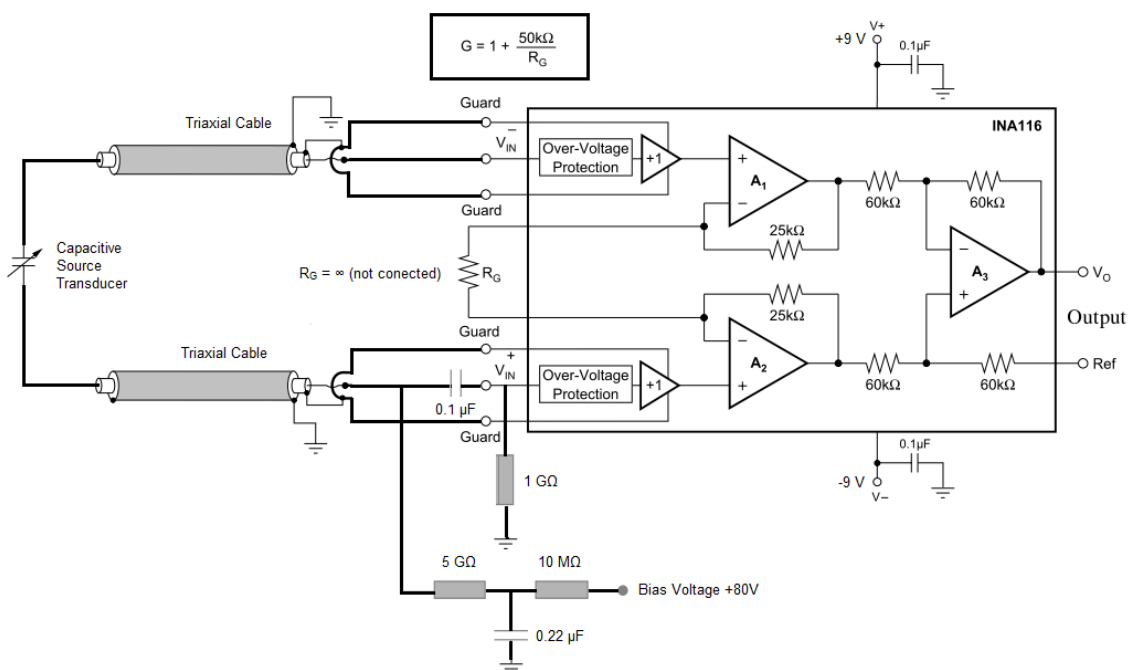 G = 1 + 50kΩ / RG
V+
+9 V
0.1µF
Guard
Triaxial Cable
INA116
V−IN
Over-Voltage
Protection
+1
+
A1
−
60kΩ
60kΩ
Guard
25kΩ
Capacitive
Source
Transducer
RG = ∞ (not conected)
RG
−
A3
+
VO
25kΩ
Output
Guard
Triaxial Cable
V+IN
Over-Voltage
Protection
+1
−
A2
+
60kΩ
60kΩ
Ref
0.1 µF
Guard
0.1µF
-9 V
V−
1 GΩ
5 GΩ
10 MΩ
Bias Voltage +80V
0.22 µF